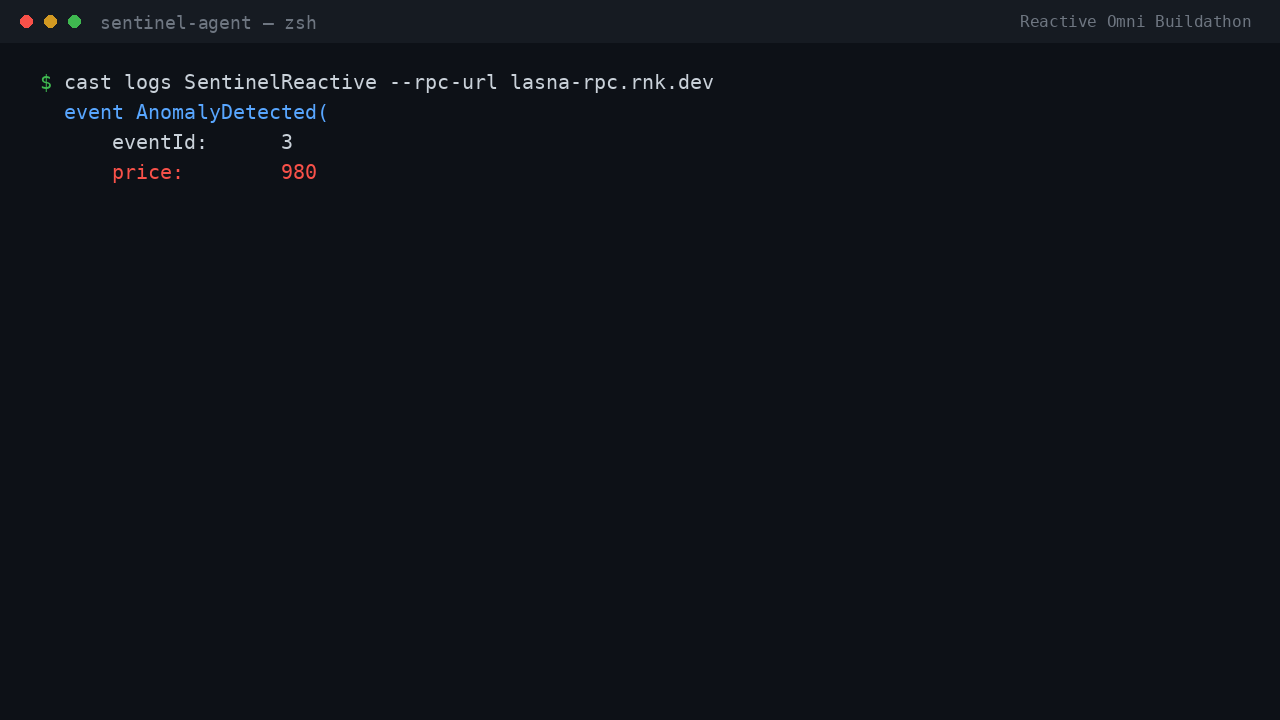 sentinel-agent — zsh
Reactive Omni Buildathon
$ cast logs SentinelReactive --rpc-url lasna-rpc.rnk.dev
event AnomalyDetected(
eventId: 3
price: 980